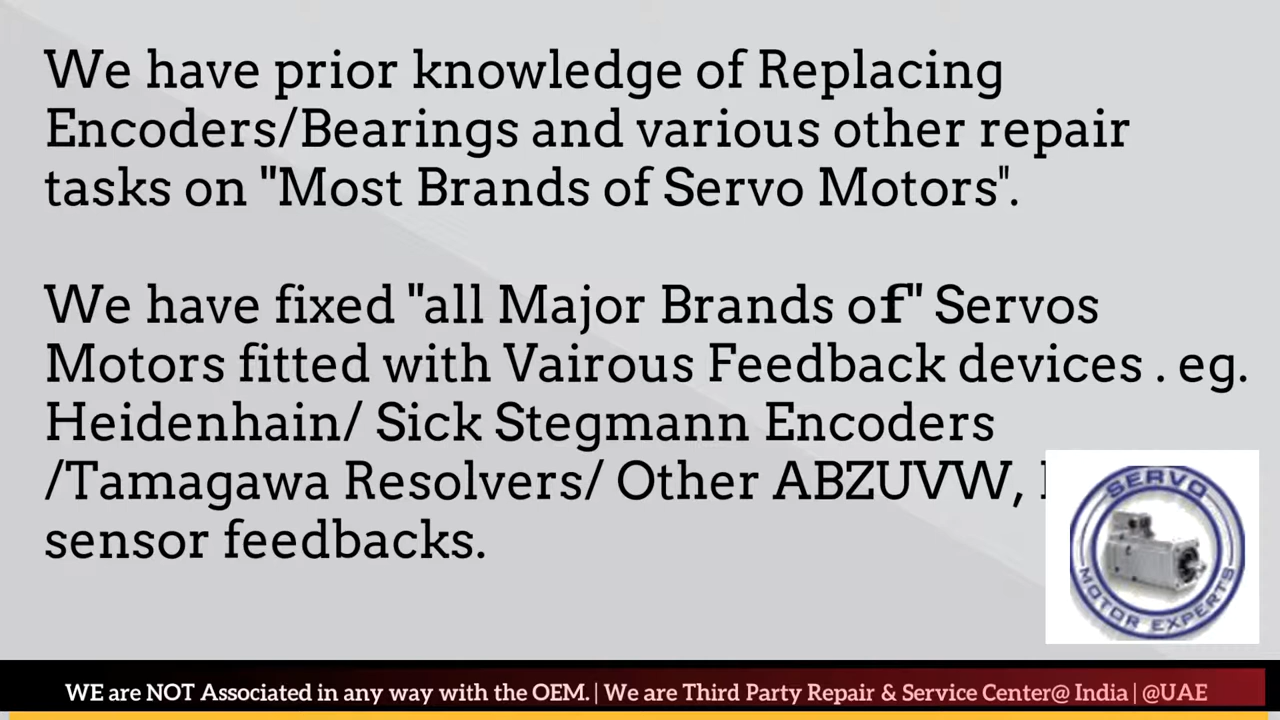 We have prior knowledge of Replacing
Encoders/Bearings and various other repair
tasks on "Most Brands of Servo Motors".
We have fixed "all Major Brands of" Servos
Motors fitted with Vairous Feedback devices . eg.
Heidenhain/ Sick Stegmann Encoders
/Tamagawa Resolvers/ Other ABZUVW,
sensor feedbacks.
SERVO
MOTOR EXPERTS
WE are NOT Associated in any way with the OEM. | We are Third Party Repair & Service Center@ India | @UAE